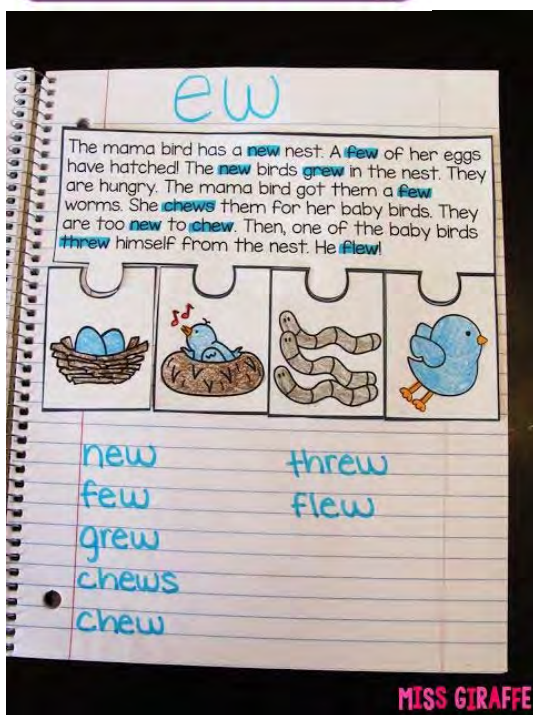 ew
The mama bird has a new nest. A few of her eggs
have hatched! The new birds grew in the nest. They
are hungry. The mama bird got them a few
worms. She chews them for her baby birds. They
are too new to chew. Then, one of the baby birds
threw himself from the nest. He flew!
new
few
grew
chews
chew
threw
flew
MISS GIRAFFE